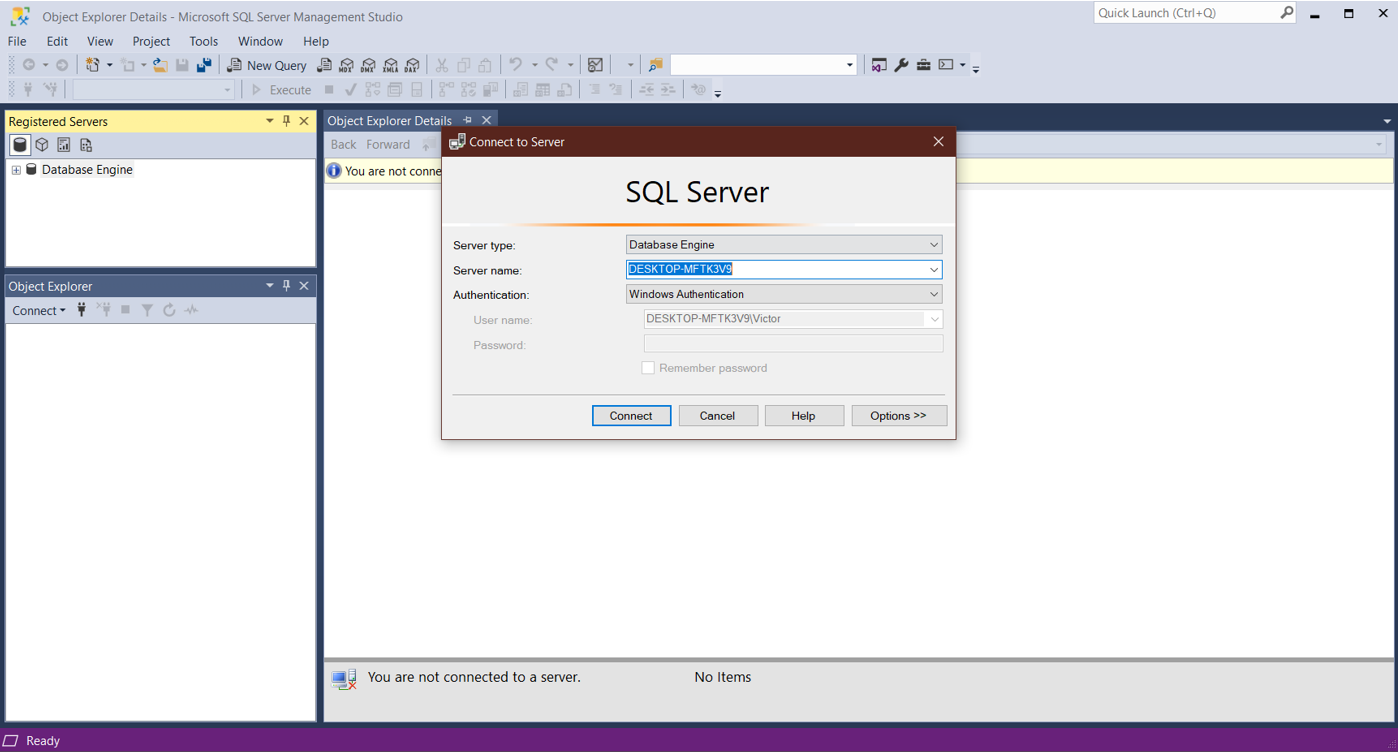 Object Explorer Details - Microsoft SQL Server Management Studio
Quick Launch (Ctrl+Q)
File Edit View Project Tools Window Help
New Query
MDX DMX XMLA DAX
Execute
Registered Servers
Database Engine
Object Explorer
Connect
Object Explorer Details
Back Forward
You are not conne
Connect to Server
SQL Server
Server type: Database Engine
Server name: DESKTOP-MFTK3V9
Authentication: Windows Authentication
User name: DESKTOP-MFTK3V9\Victor
Password:
Remember password
Connect Cancel Help Options >>
You are not connected to a server. No Items
Ready